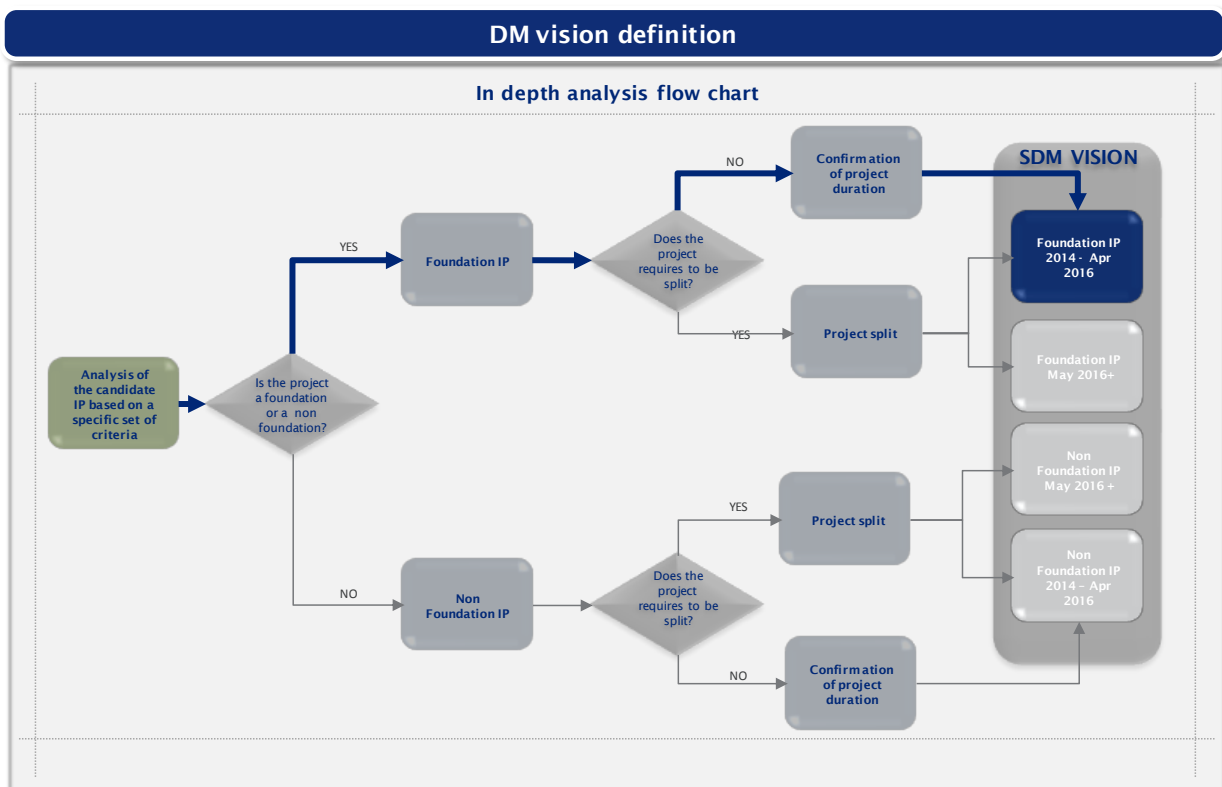 DM vision definition
In depth analysis flow chart
SDM VISION
NO
Confirmation
of project
duration
YES
Foundation IP
Does the
project
requires to be
split?
Foundation IP
2014 - Apr
2016
YES
Project split
Foundation IP
May 2016+
Analysis of
the candidate
IP based on a
specific set of
criteria
Is the project
a foundation
or a non
foundation?
Non
Foundation IP
May 2016 +
YES
Project split
NO
Non
Foundation IP
Does the
project
requires to be
split?
Non
Foundation IP
2014 – Apr
2016
NO
Confirmation
of project
duration